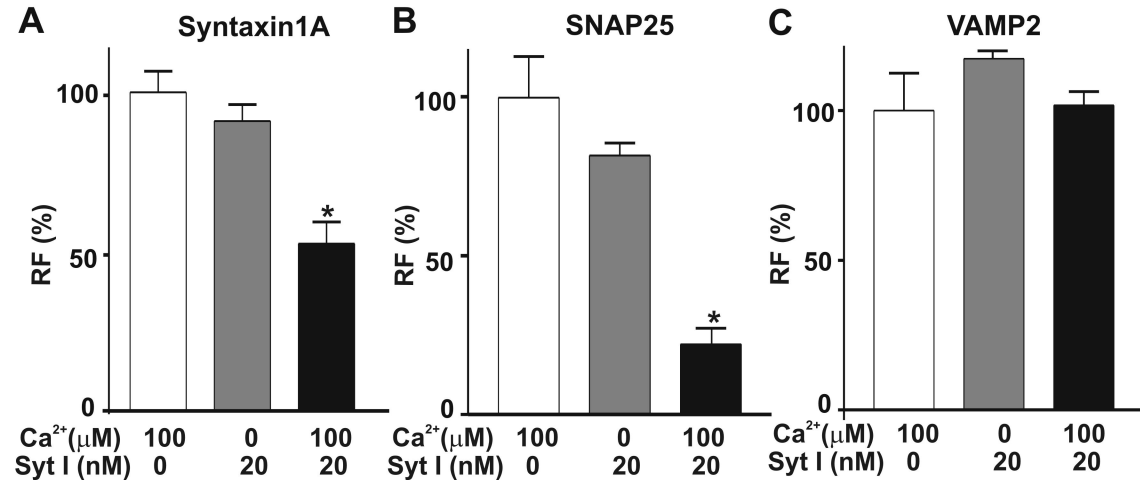 A Syntaxin1A
100
50
0
RF (%)
*
Ca²⁺(μM) 100 0 100
Syt I (nM) 0 20 20
B SNAP25
100
50
0
RF (%)
*
Ca²⁺(μM) 100 0 100
Syt I (nM) 0 20 20
C VAMP2
100
50
0
RF (%)
Ca²⁺(μM) 100 0 100
Syt I (nM) 0 20 20